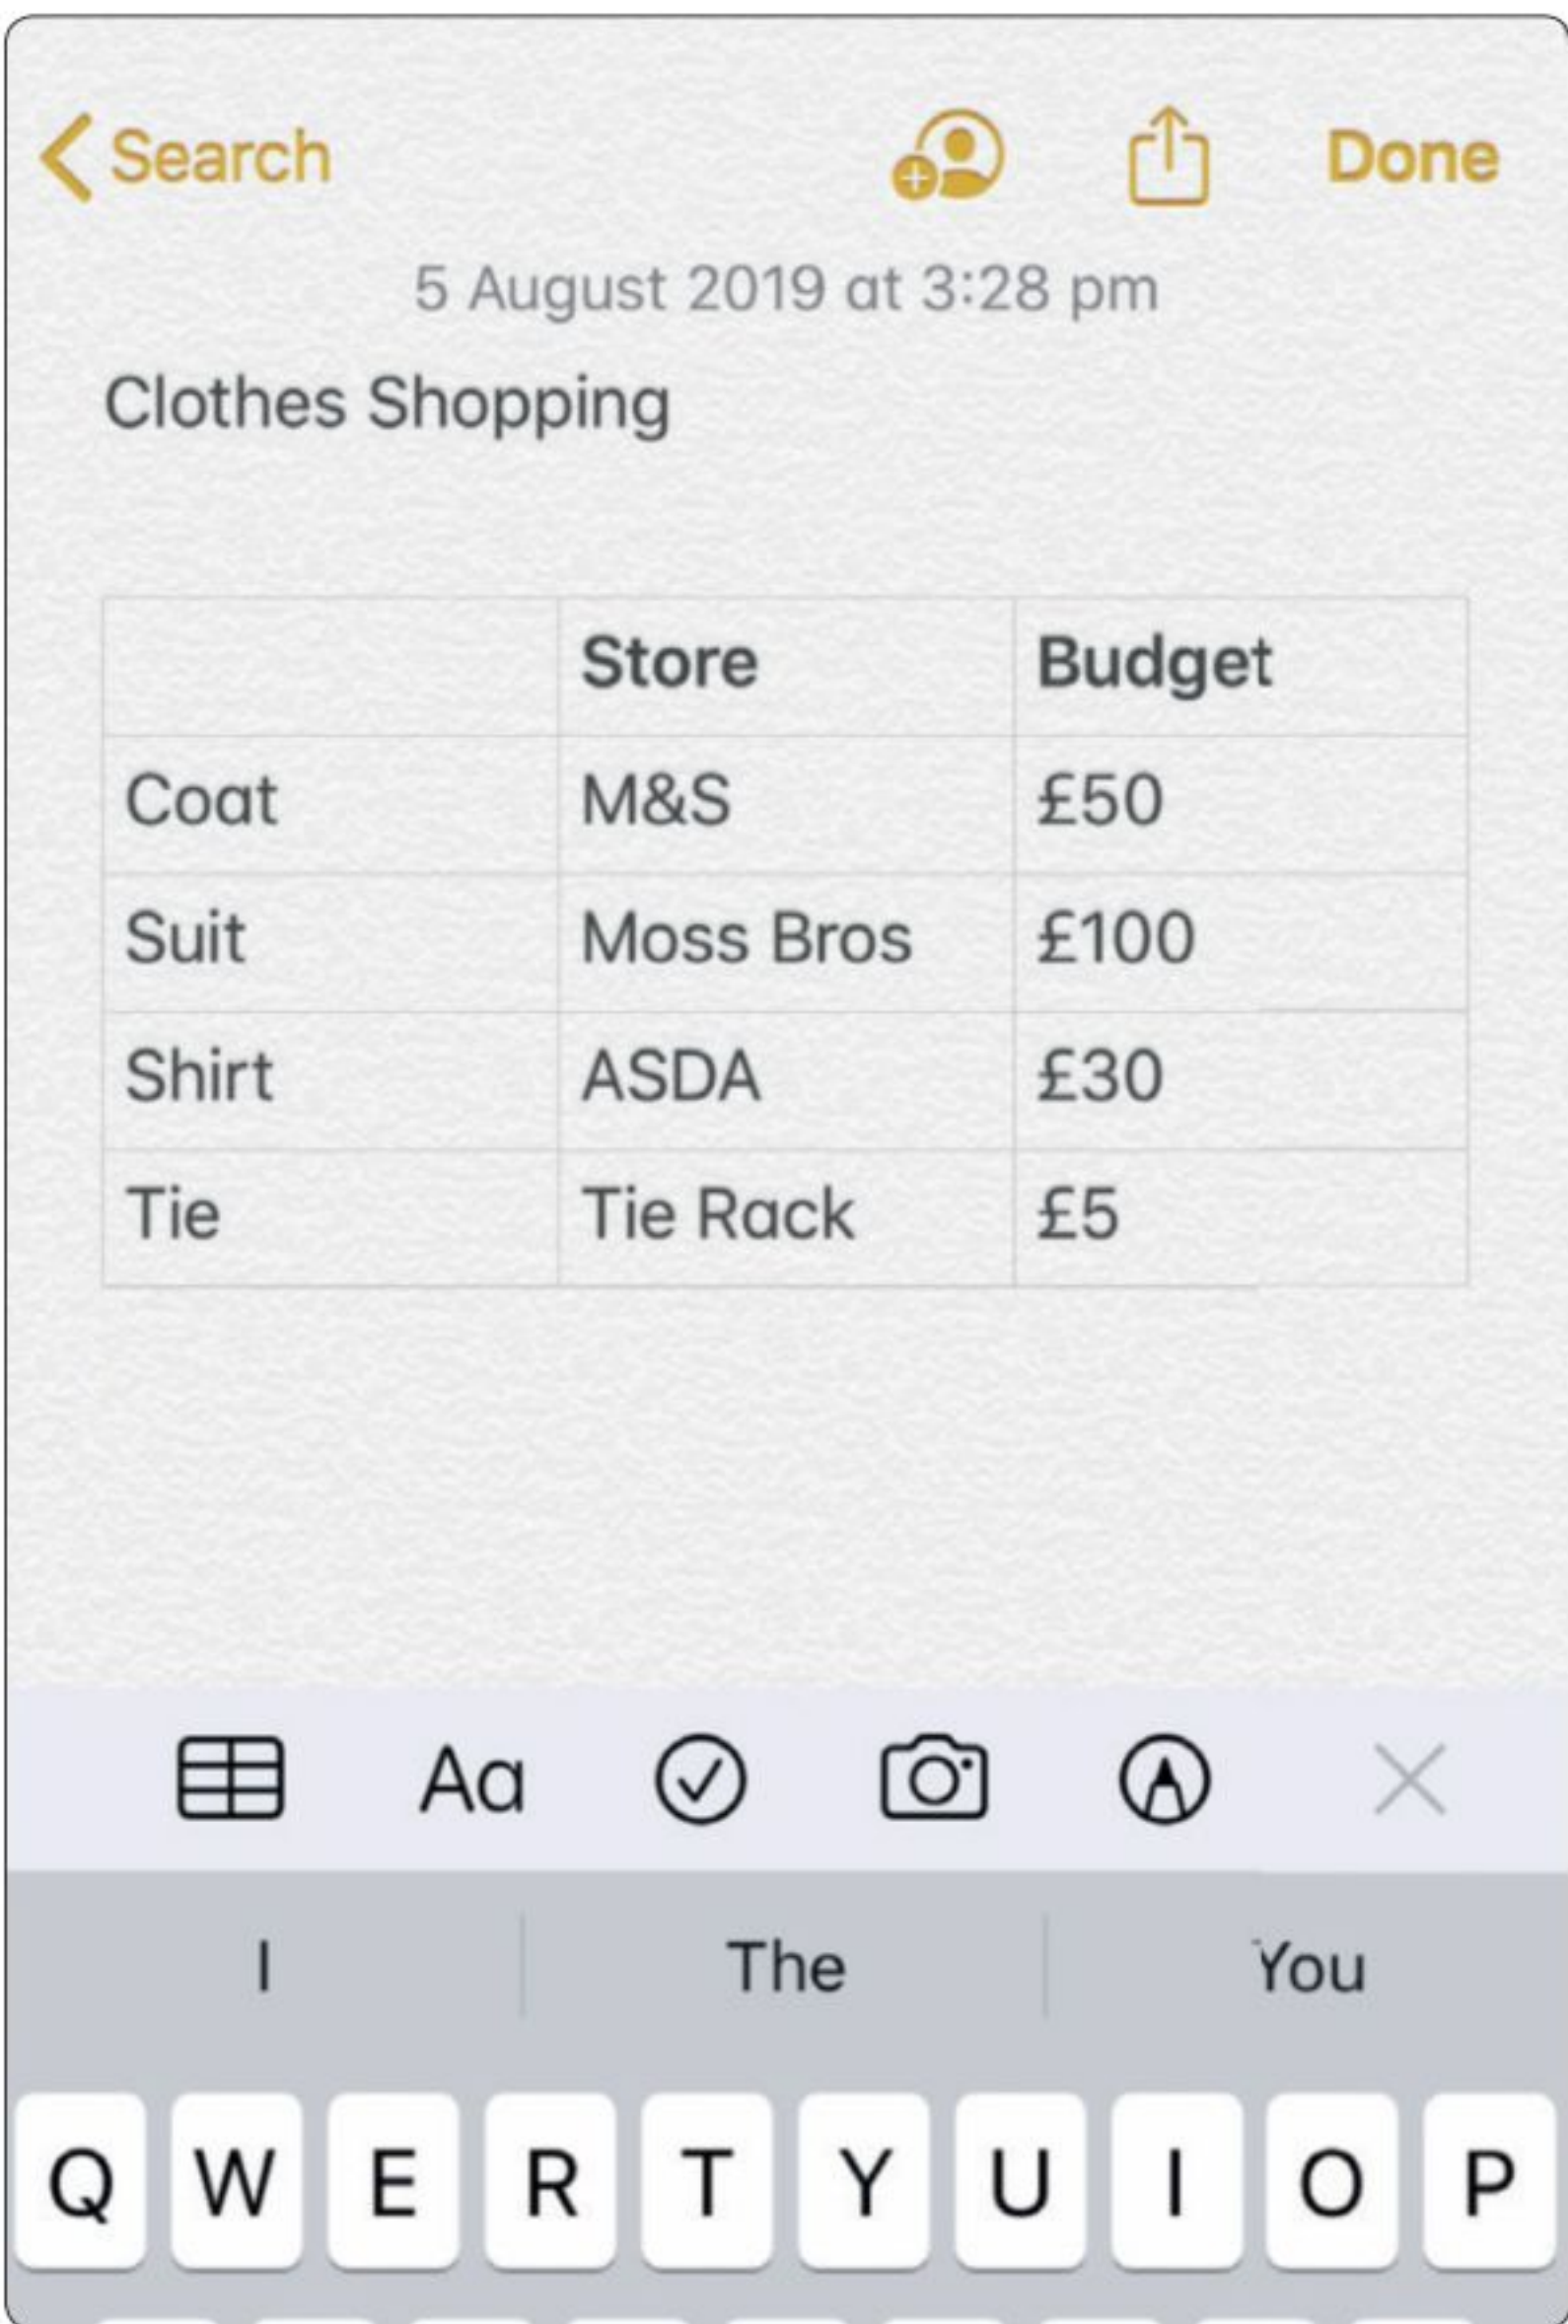 Search Done
5 August 2019 at 3:28 pm
Clothes Shopping
Store Budget
Coat M&S £50
Suit Moss Bros £100
Shirt ASDA £30
Tie Tie Rack £5
Aa
I The You
Q W E R T Y U I O P